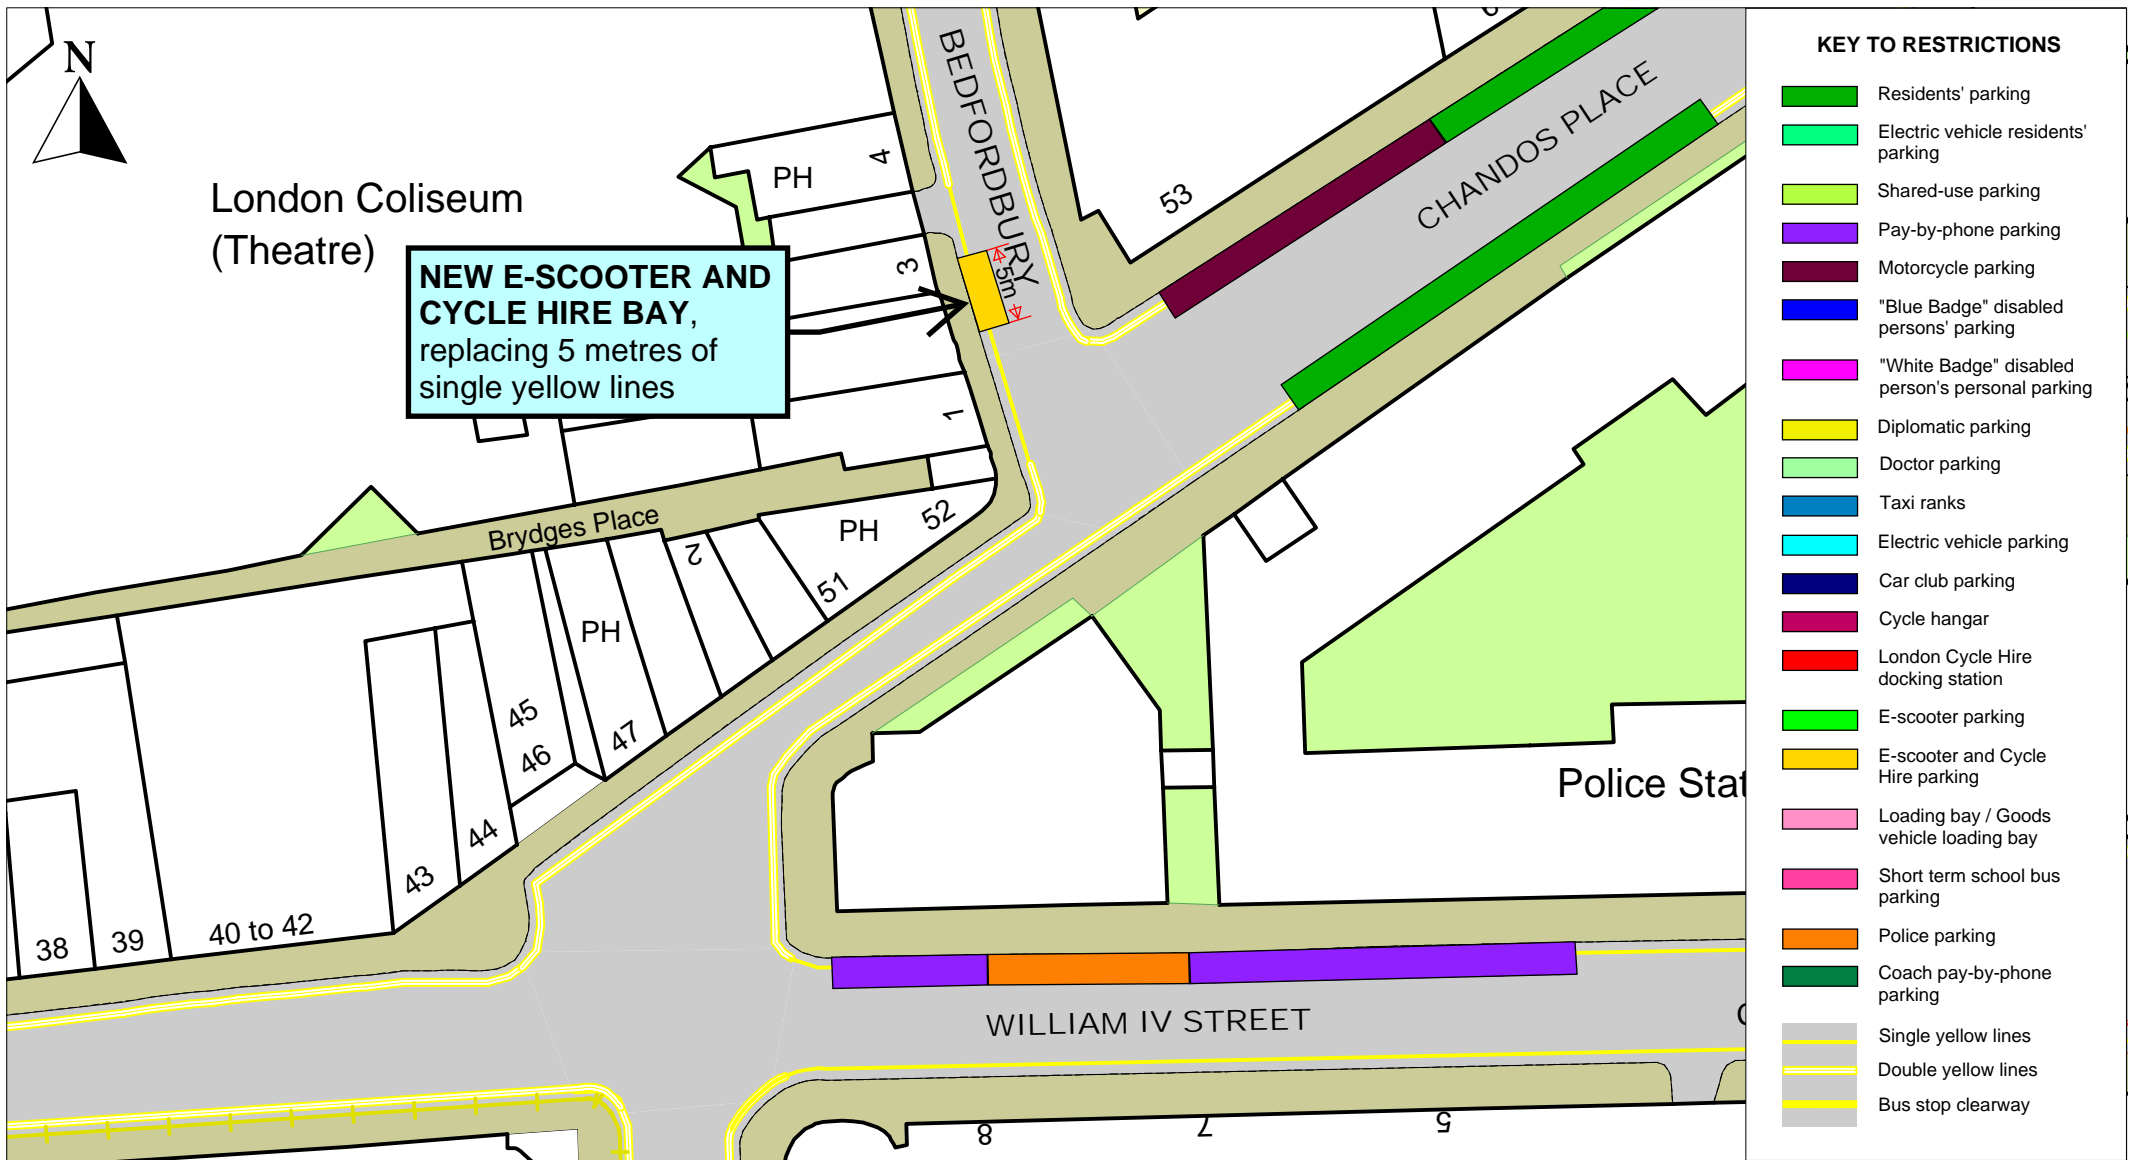 N
BEDFORDBURY
CHANDOS PLACE
London Coliseum
(Theatre)
PH
4
3
1
53
5m
NEW E-SCOOTER AND
CYCLE HIRE BAY,
replacing 5 metres of
single yellow lines
Brydges Place
PH
52
51
2
PH
47
45
46
44
43
40 to 42
39
38
Police Stat
WILLIAM IV STREET
8
7
5
KEY TO RESTRICTIONS
Residents' parking
Electric vehicle residents'
parking
Shared-use parking
Pay-by-phone parking
Motorcycle parking
"Blue Badge" disabled
persons' parking
"White Badge" disabled
person's personal parking
Diplomatic parking
Doctor parking
Taxi ranks
Electric vehicle parking
Car club parking
Cycle hangar
London Cycle Hire
docking station
E-scooter parking
E-scooter and Cycle
Hire parking
Loading bay / Goods
vehicle loading bay
Short term school bus
parking
Police parking
Coach pay-by-phone
parking
Single yellow lines
Double yellow lines
Bus stop clearway